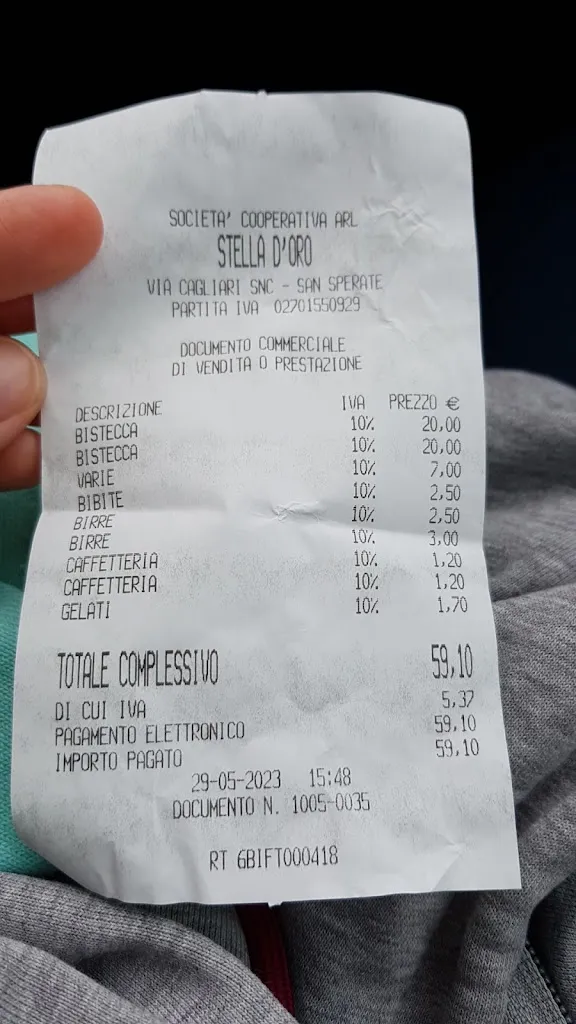 SOCIETA' COOPERATIVA ARL
STELLA D'ORO
VIA CAGLIARI SNC - SAN SPERATE
PARTITA IVA 02701550929
DOCUMENTO COMMERCIALE
DI VENDITA O PRESTAZIONE
DESCRIZIONE IVA PREZZO €
BISTECCA 10% 20,00
BISTECCA 10% 20,00
VARIE 10% 7,00
BIBITE 10% 2,50
BIRRE 10% 2,50
BIRRE 10% 3,00
CAFFETTERIA 10% 1,20
CAFFETTERIA 10% 1,20
GELATI 10% 1,70
TOTALE COMPLESSIVO 59,10
DI CUI IVA 5,37
PAGAMENTO ELETTRONICO 59,10
IMPORTO PAGATO 59,10
29-05-2023 15:48
DOCUMENTO N. 1005-0035
RT 6BIFT000418